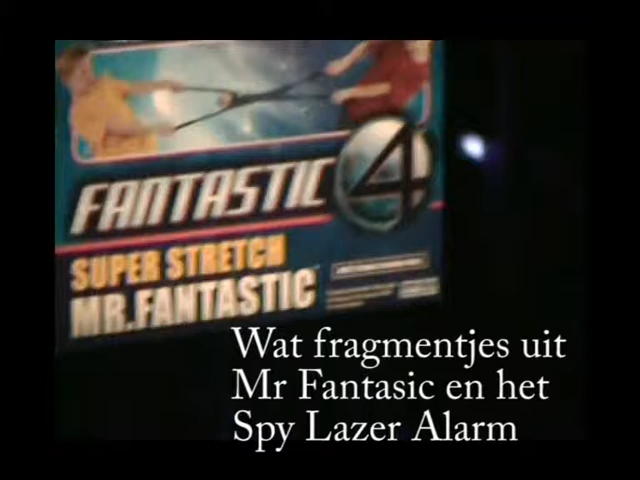 FANTASTIC 4
SUPER STRETCH
MR.FANTASTIC
Wat fragmentjes uit
Mr Fantasic en het
Spy Lazer Alarm